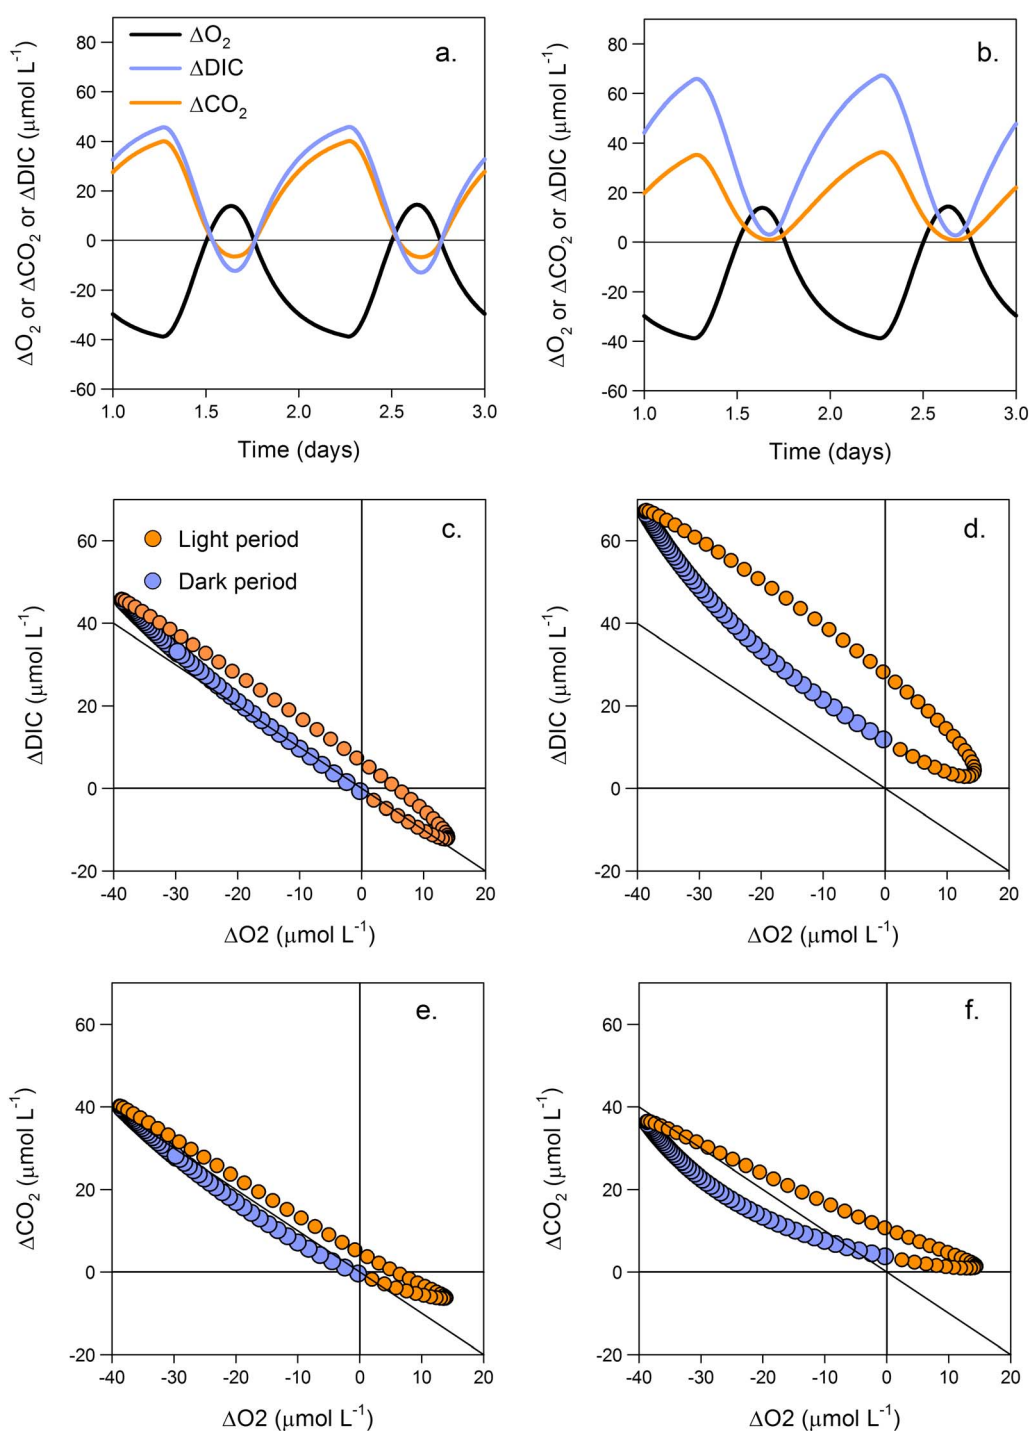 a.
ΔO₂
ΔDIC
ΔCO₂
80
60
40
20
0
-20
-40
-60
1.0 1.5 2.0 2.5 3.0
Time (days)
ΔO₂ or ΔCO₂ or ΔDIC (μmol L⁻¹)
b.
80
60
40
20
0
-20
-40
-60
1.0 1.5 2.0 2.5 3.0
Time (days)
ΔO₂ or ΔCO₂ or ΔDIC (μmol L⁻¹)
c.
Light period
Dark period
60
40
20
0
-20
-40 -30 -20 -10 0 10 20
ΔO2 (μmol L⁻¹)
ΔDIC (μmol L⁻¹)
d.
60
40
20
0
-20
-40 -30 -20 -10 0 10 20
ΔO2 (μmol L⁻¹)
ΔDIC (μmol L⁻¹)
e.
60
40
20
0
-20
-40 -30 -20 -10 0 10 20
ΔO2 (μmol L⁻¹)
ΔCO₂ (μmol L⁻¹)
f.
60
40
20
0
-20
-40 -30 -20 -10 0 10 20
ΔO2 (μmol L⁻¹)
ΔCO₂ (μmol L⁻¹)